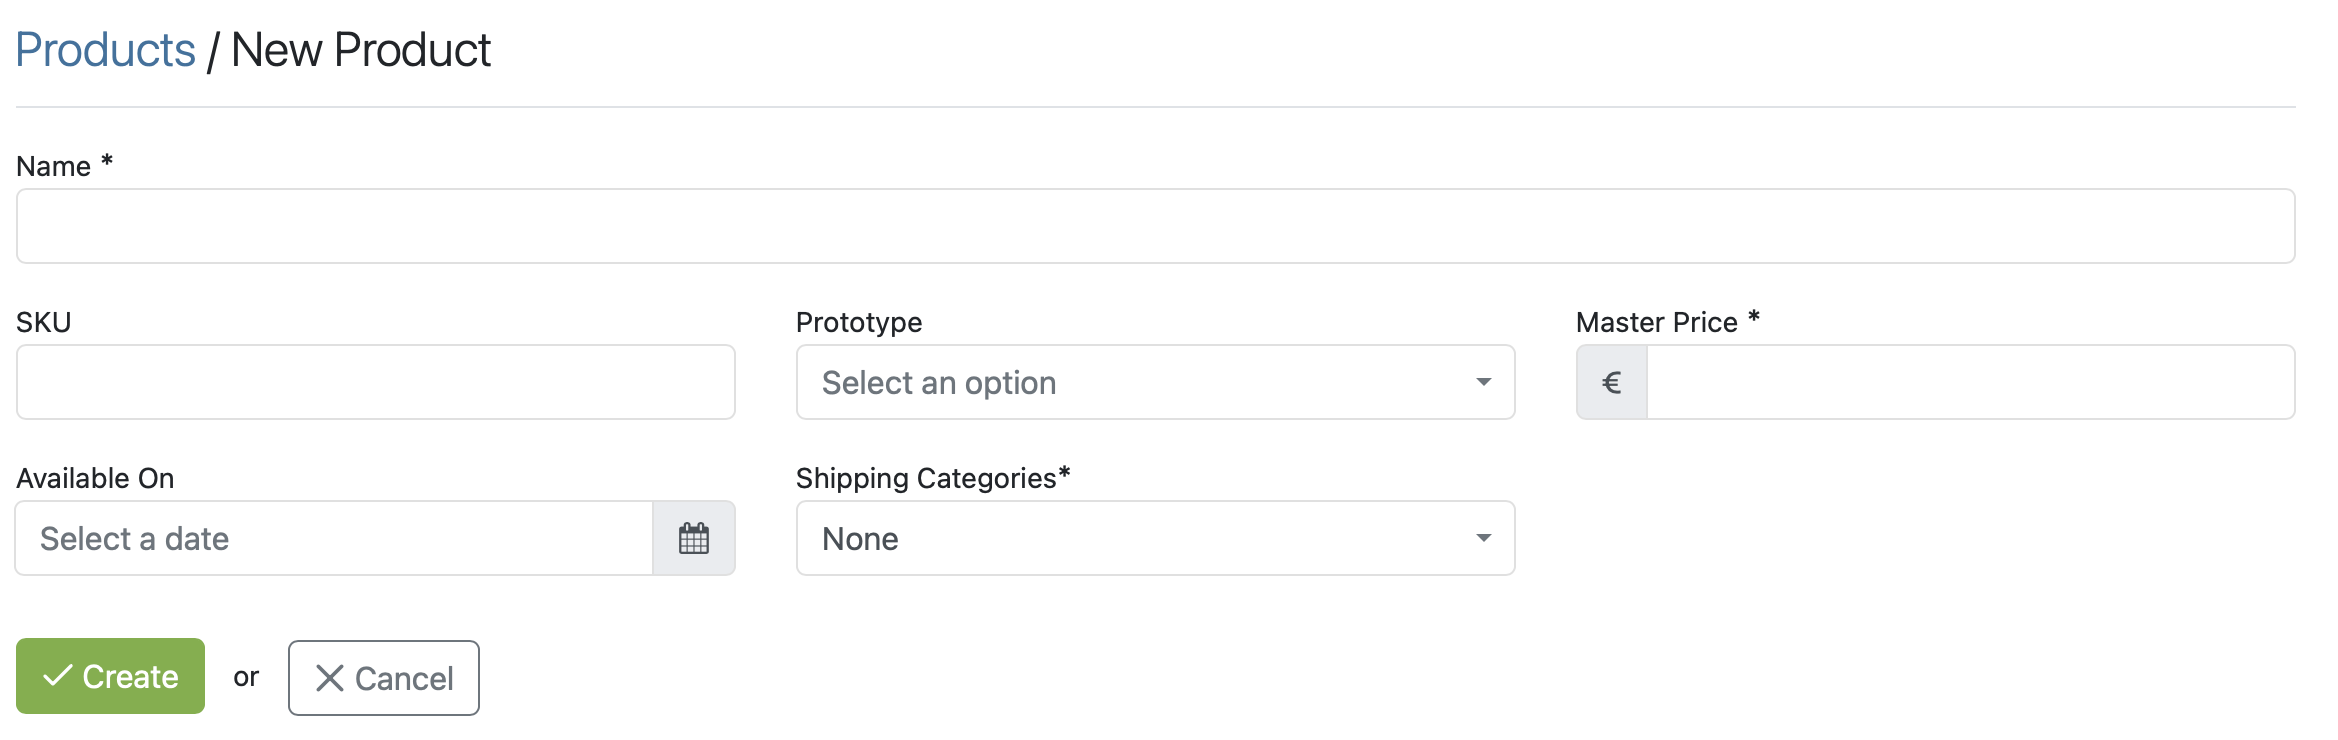 Products / New Product
Name *
SKU
Prototype
Master Price *
Select an option
€
Available On
Shipping Categories*
Select a date
None
Create
or
Cancel